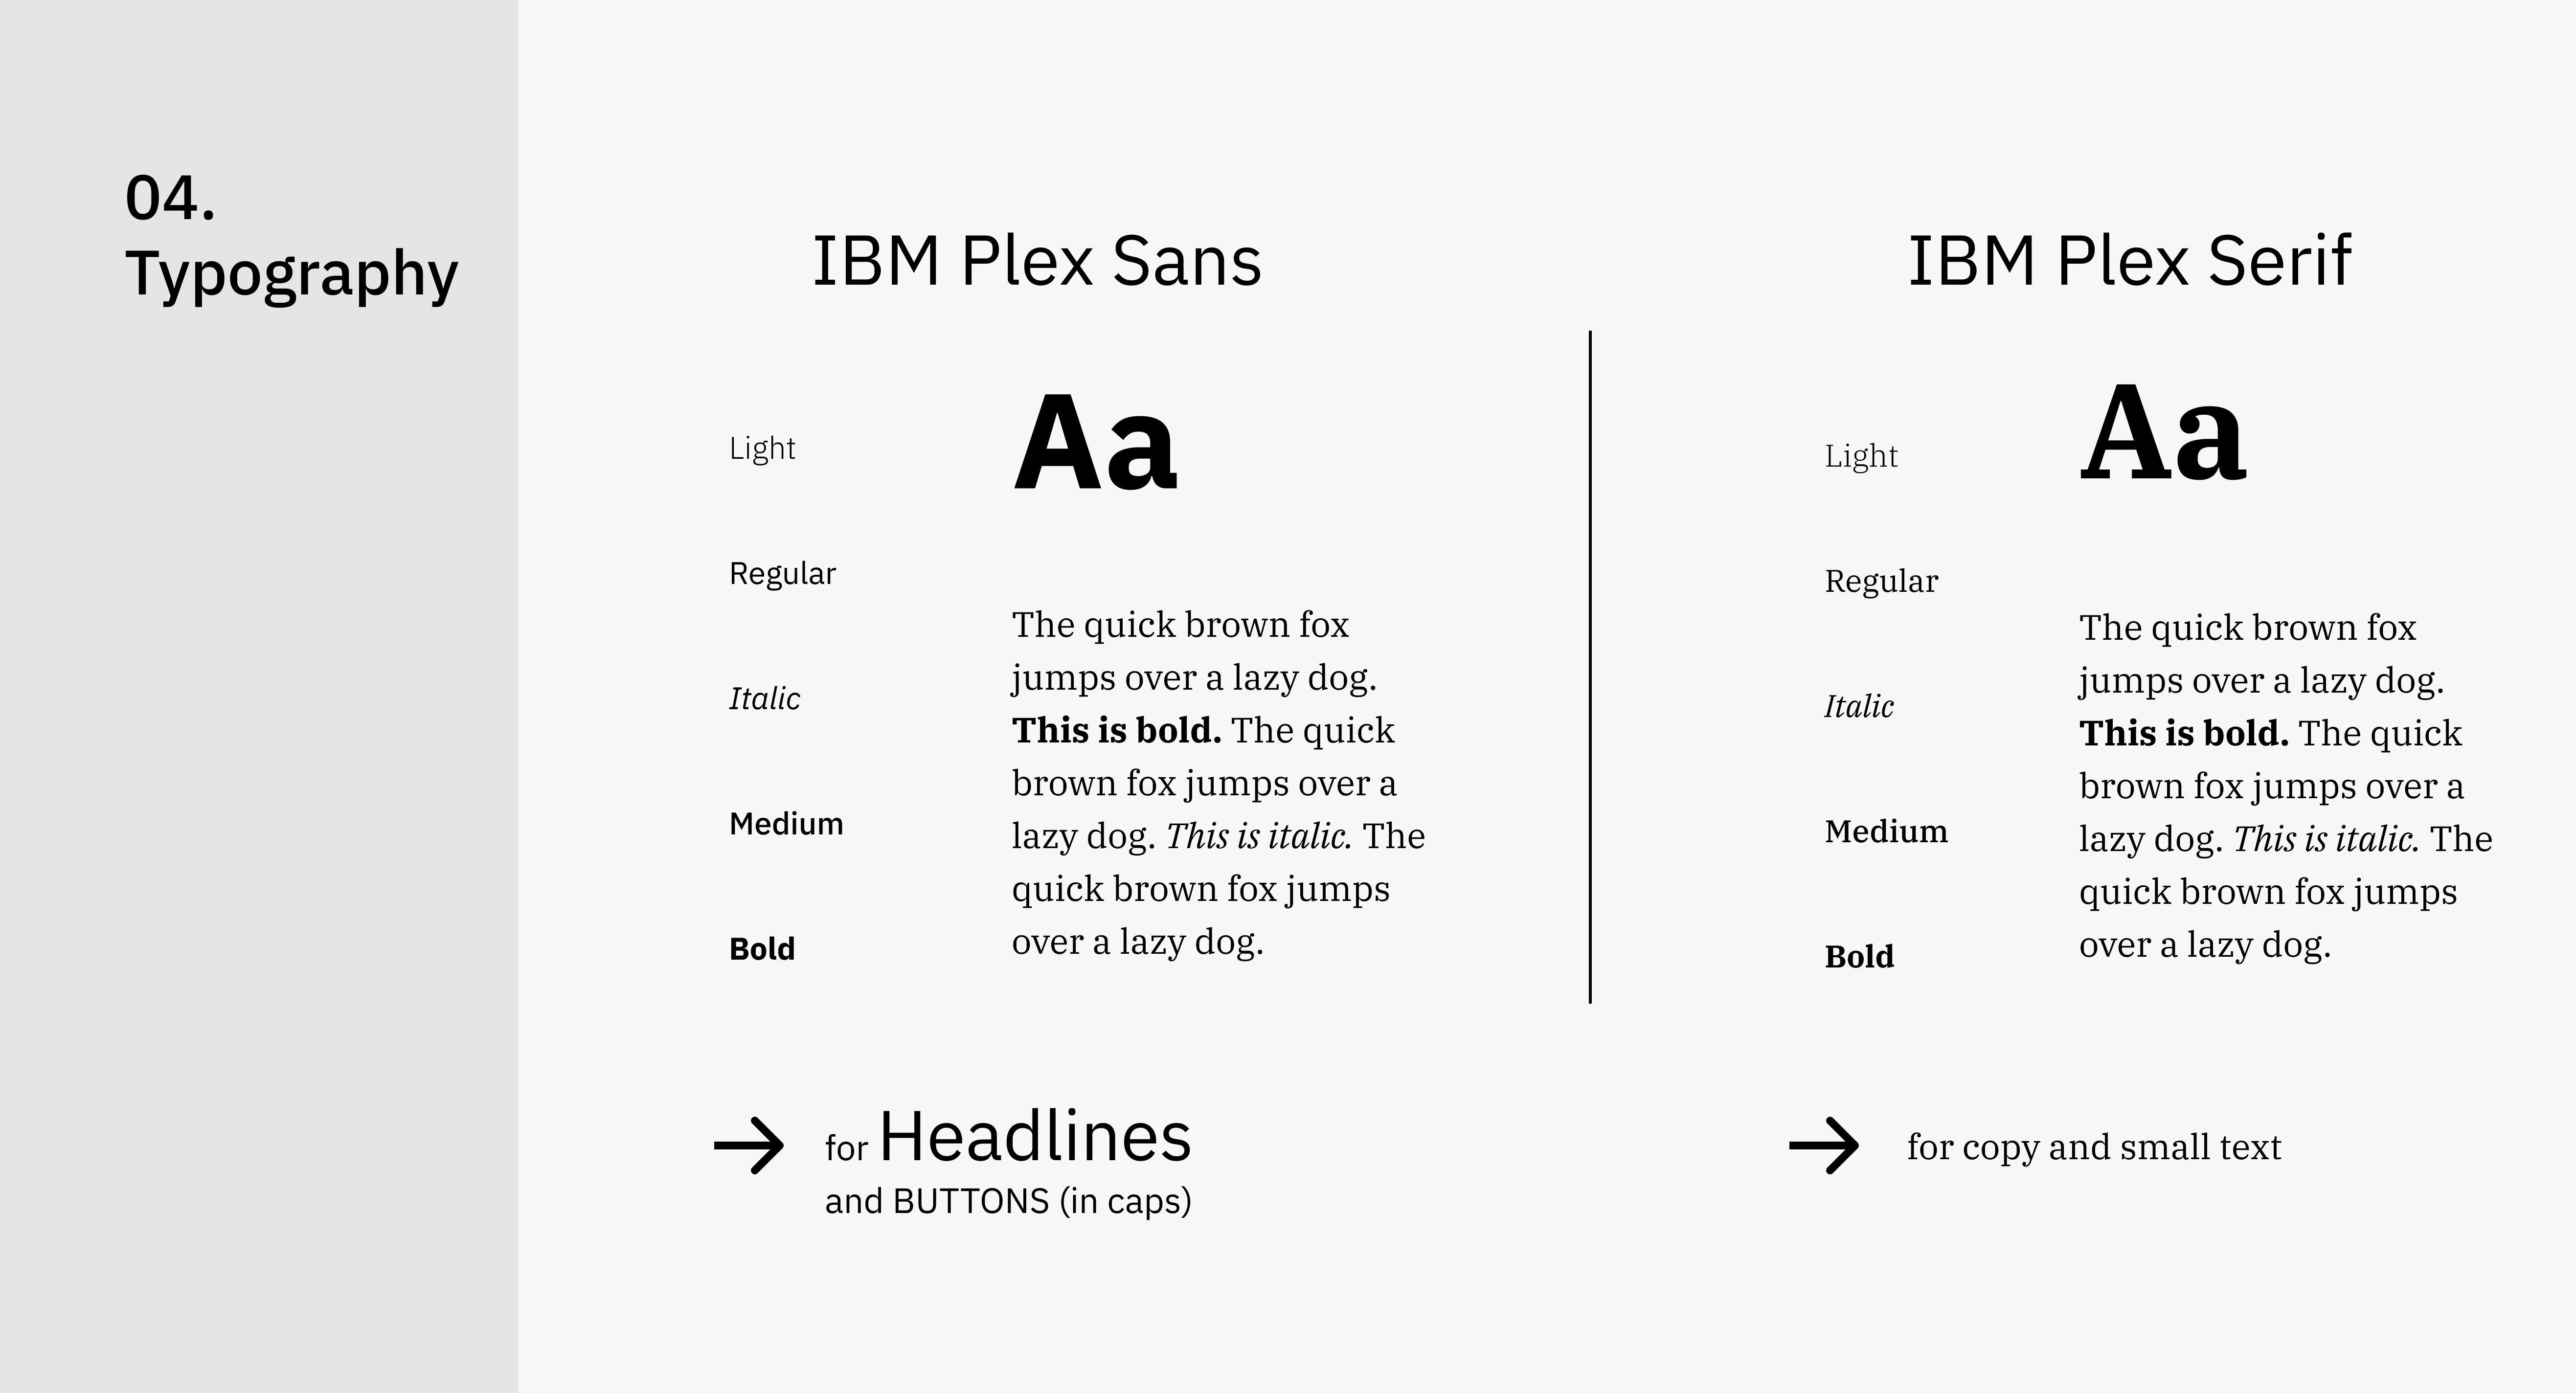 04.
Typography
IBM Plex Sans
Light
Regular
Italic
Medium
Bold
Aa
The quick brown fox
jumps over a lazy dog.
This is bold. The quick
brown fox jumps over a
lazy dog. This is italic. The
quick brown fox jumps
over a lazy dog.
for Headlines
and BUTTONS (in caps)
IBM Plex Serif
Light
Regular
Italic
Medium
Bold
Aa
The quick brown fox
jumps over a lazy dog.
This is bold. The quick
brown fox jumps over a
lazy dog. This is italic. The
quick brown fox jumps
over a lazy dog.
for copy and small text